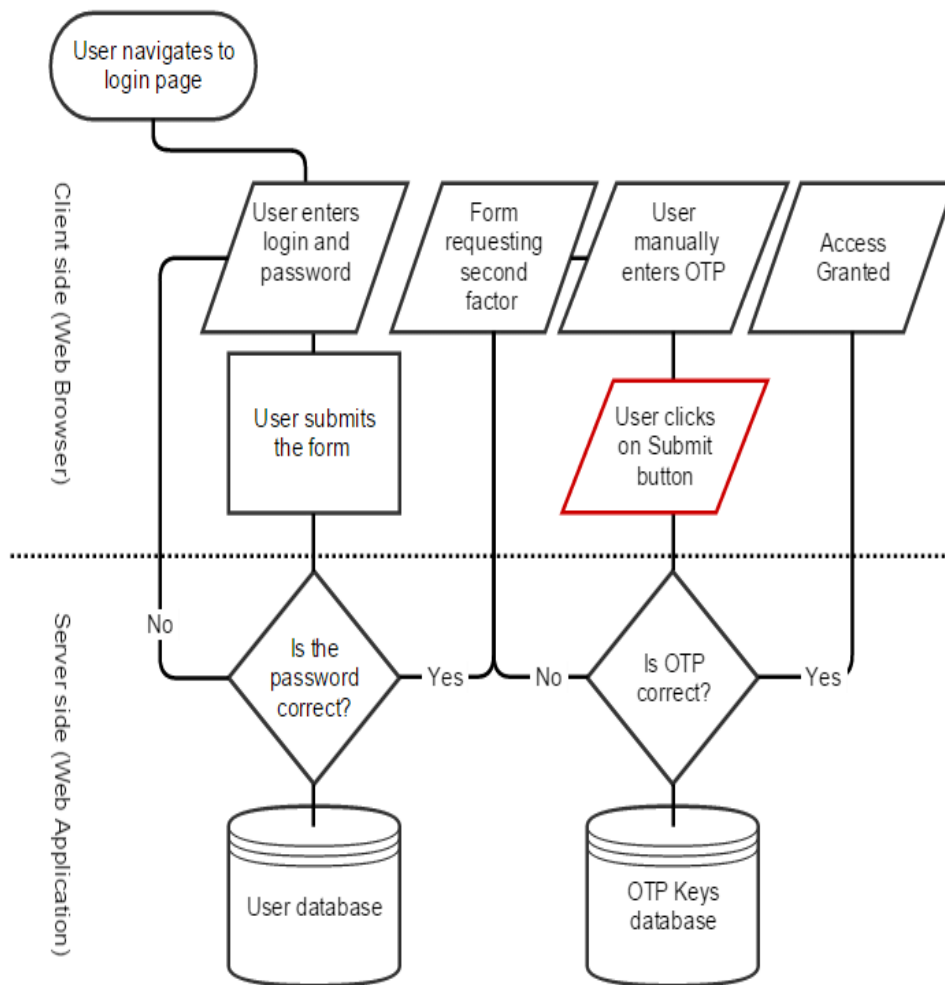 User navigates to
login page
Client side (Web Browser)
User enters
login and
password
Form
requesting
second
factor
User
manually
enters OTP
Access
Granted
User submits
the form
User clicks
on Submit
button
Server side (Web Application)
No
Is the
password
correct?
Yes
No
Is OTP
correct?
Yes
User database
OTP Keys
database